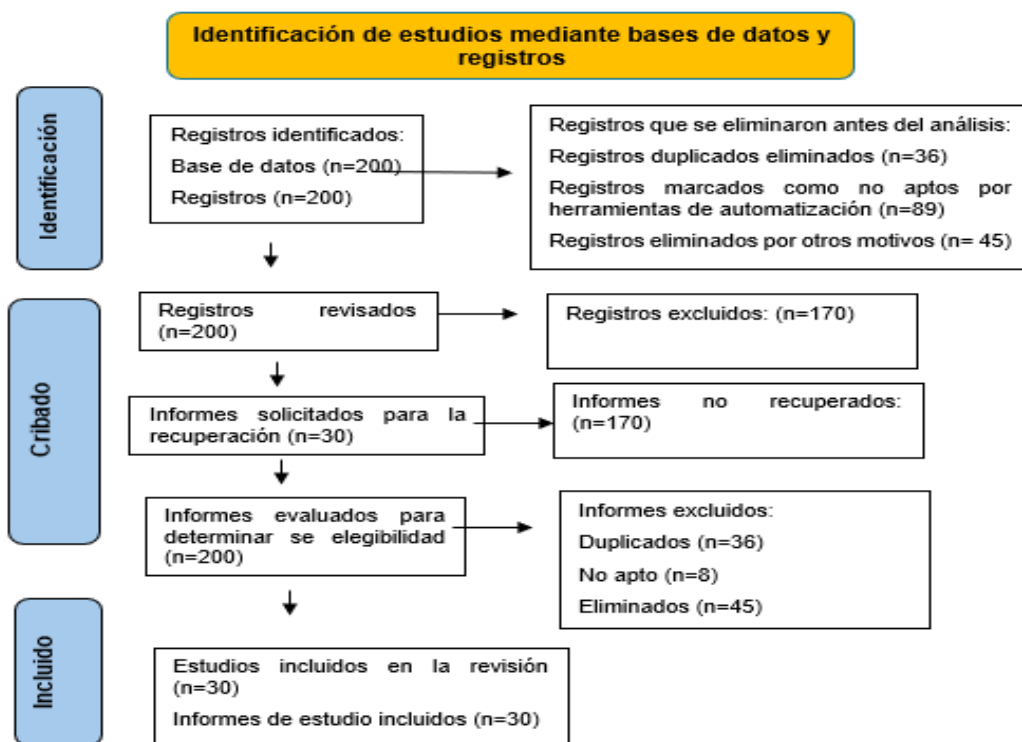 Identificación de estudios mediante bases de datos y
registros
Identificación
Registros identificados:
Base de datos (n=200)
Registros (n=200)
Registros que se eliminaron antes del análisis:
Registros duplicados eliminados (n=36)
Registros marcados como no aptos por
herramientas de automatización (n=89)
Registros eliminados por otros motivos (n= 45)
Cribado
Registros revisados
(n=200)
Registros excluidos: (n=170)
Informes solicitados para la
recuperación (n=30)
Informes no recuperados:
(n=170)
Informes evaluados para
determinar se elegibilidad
(n=200)
Informes excluidos:
Duplicados (n=36)
No apto (n=8)
Eliminados (n=45)
Incluido
Estudios incluidos en la revisión
(n=30)
Informes de estudio incluidos (n=30)